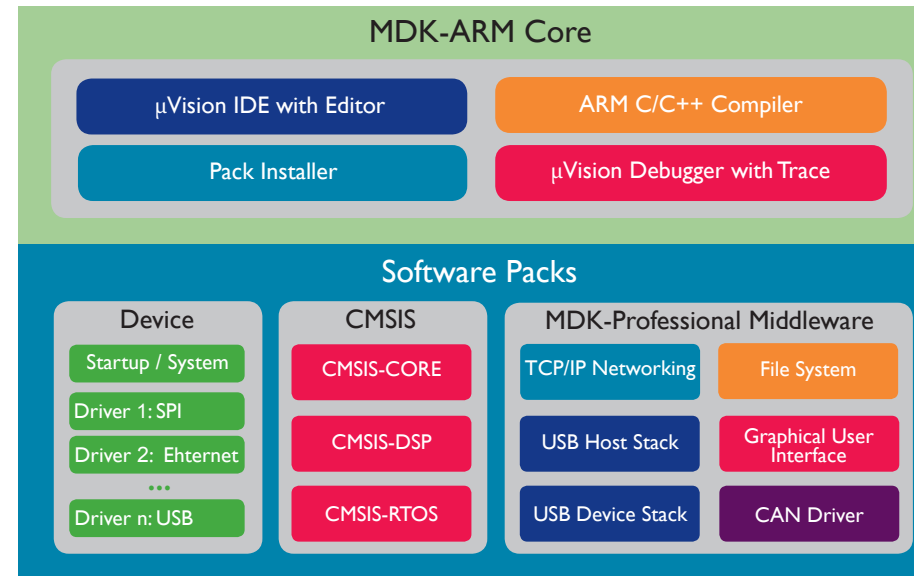 MDK-ARM Core
µVision IDE with Editor
ARM C/C++ Compiler
Pack Installer
µVision Debugger with Trace
Software Packs
Device
Startup / System
Driver 1: SPI
Driver 2: Ehternet
...
Driver n: USB
CMSIS
CMSIS-CORE
CMSIS-DSP
CMSIS-RTOS
MDK-Professional Middleware
TCP/IP Networking
File System
USB Host Stack
Graphical User
Interface
USB Device Stack
CAN Driver